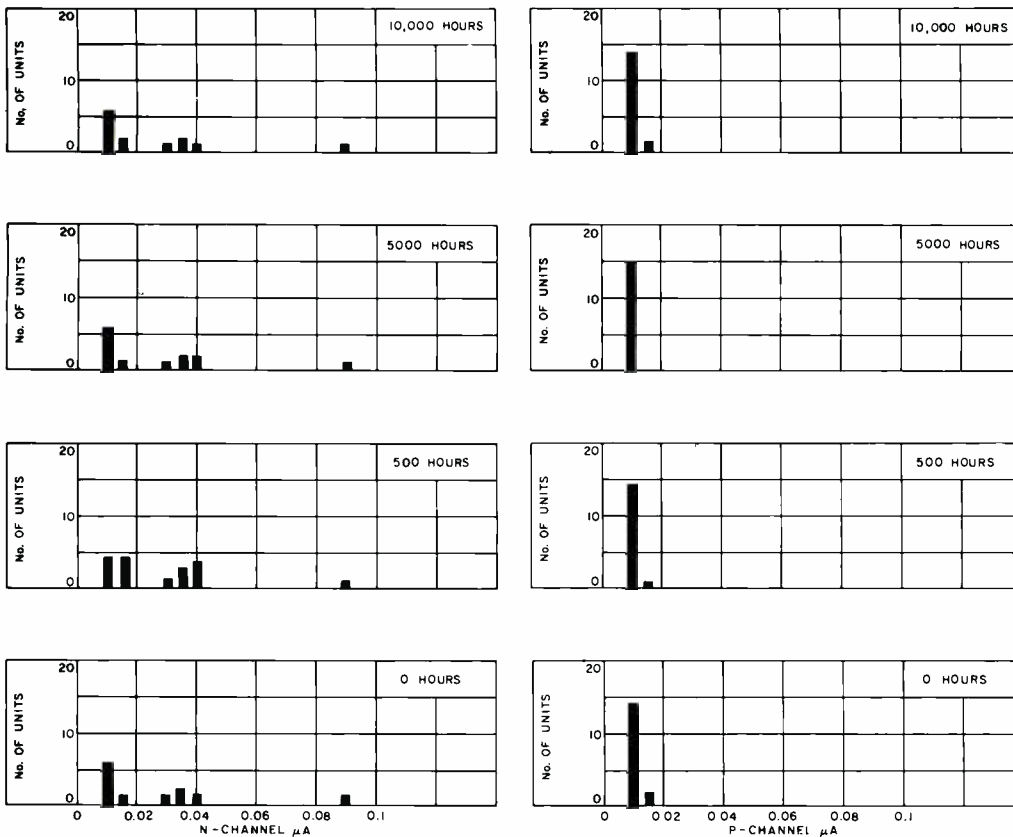 20
10,000 HOURS
No. OF UNITS
10
0
20
10,000 HOURS
No. OF UNITS
10
0
20
5000 HOURS
No. OF UNITS
10
0
20
5000 HOURS
No. OF UNITS
10
0
20
500 HOURS
No. OF UNITS
10
0
20
500 HOURS
No. OF UNITS
10
0
20
0 HOURS
No. OF UNITS
10
0
0 0.02 0.04 0.06 0.08 0.1
N-CHANNEL μA
20
0 HOURS
No. OF UNITS
10
0
0 0.02 0.04 0.06 0.08 0.1
P-CHANNEL μA